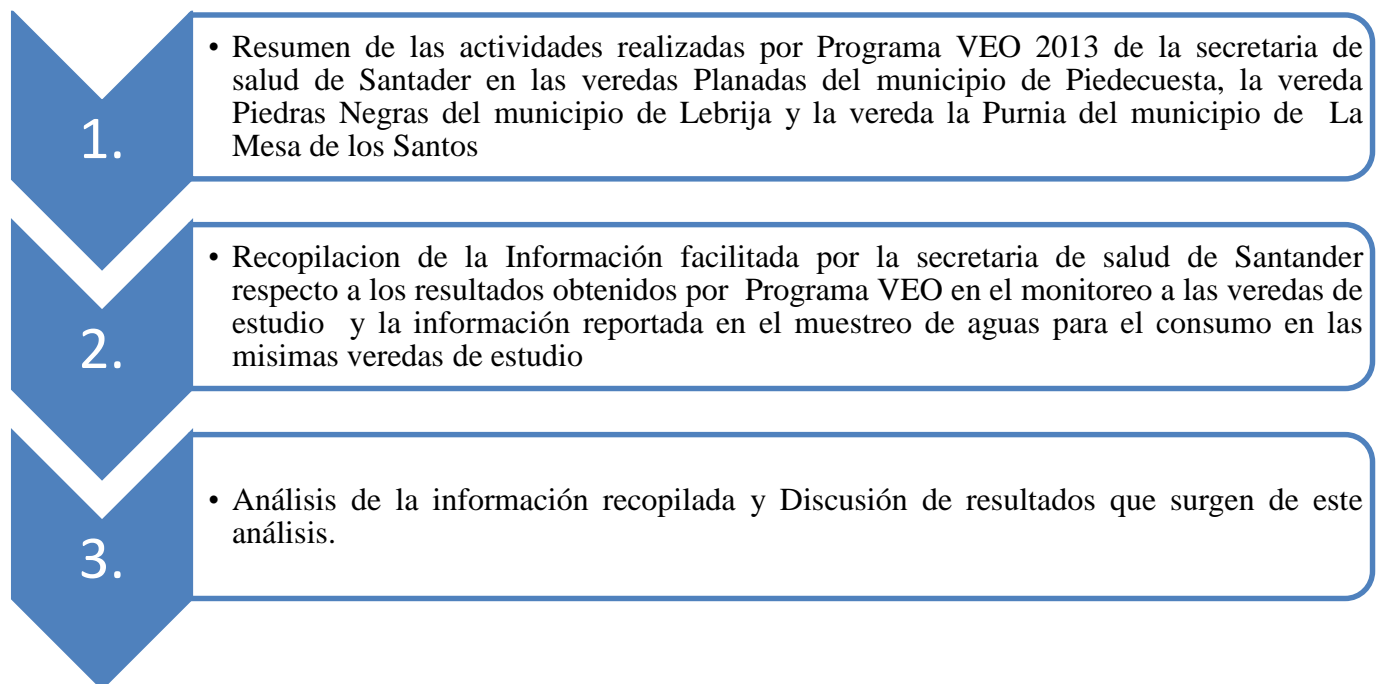 1.
• Resumen de las actividades realizadas por Programa VEO 2013 de la secretaria de
salud de Santader en las veredas Planadas del municipio de Piedecuesta, la vereda
Piedras Negras del municipio de Lebrija y la vereda la Purnia del municipio de La
Mesa de los Santos
2.
• Recopilacion de la Información facilitada por la secretaria de salud de Santander
respecto a los resultados obtenidos por Programa VEO en el monitoreo a las veredas de
estudio y la información reportada en el muestreo de aguas para el consumo en las
misimas veredas de estudio
3.
• Análisis de la información recopilada y Discusión de resultados que surgen de este
análisis.